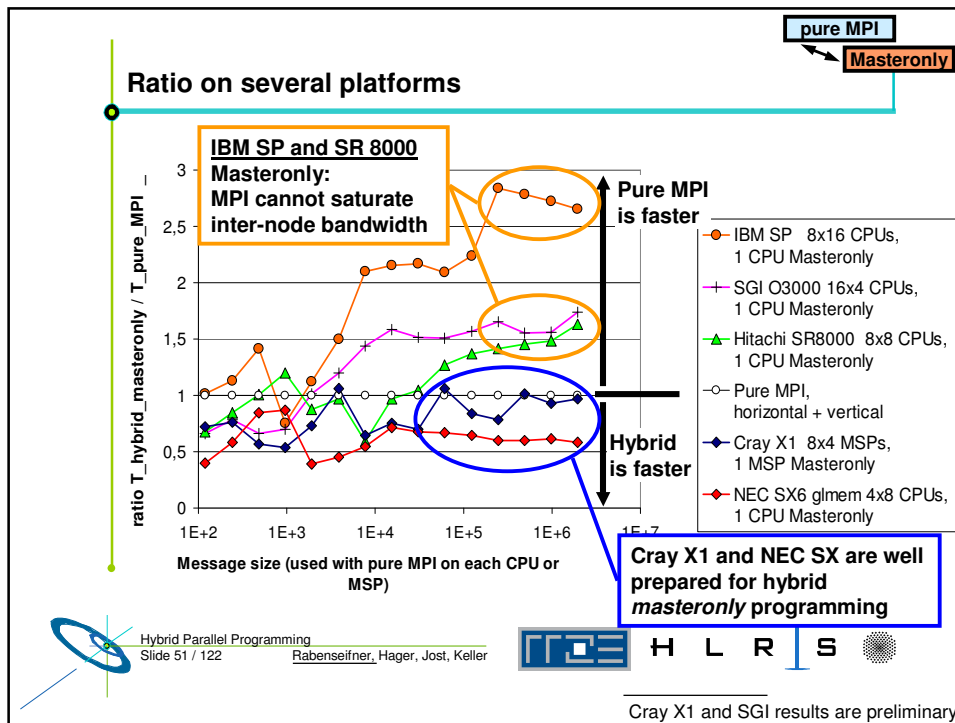 pure MPI
Masteronly
Ratio on several platforms
IBM SP and SR 8000
Masteronly:
MPI cannot saturate
inter-node bandwidth
ratio T_hybrid_masteronly / T_pure_MPI _
3
2,5
2
1,5
1
0,5
0
1E+2 1E+3 1E+4 1E+5 1E+6 1E+7
Message size (used with pure MPI on each CPU or
MSP)
Pure MPI
is faster
Hybrid
is faster
IBM SP 8x16 CPUs,
1 CPU Masteronly
SGI O3000 16x4 CPUs,
1 CPU Masteronly
Hitachi SR8000 8x8 CPUs,
1 CPU Masteronly
Pure MPI,
horizontal + vertical
Cray X1 8x4 MSPs,
1 MSP Masteronly
NEC SX6 glmem 4x8 CPUs,
1 CPU Masteronly
Cray X1 and NEC SX are well
prepared for hybrid
masteronly programming
Hybrid Parallel Programming
Slide 51 / 122 Rabenseifner, Hager, Jost, Keller
H L R S
Cray X1 and SGI results are preliminary